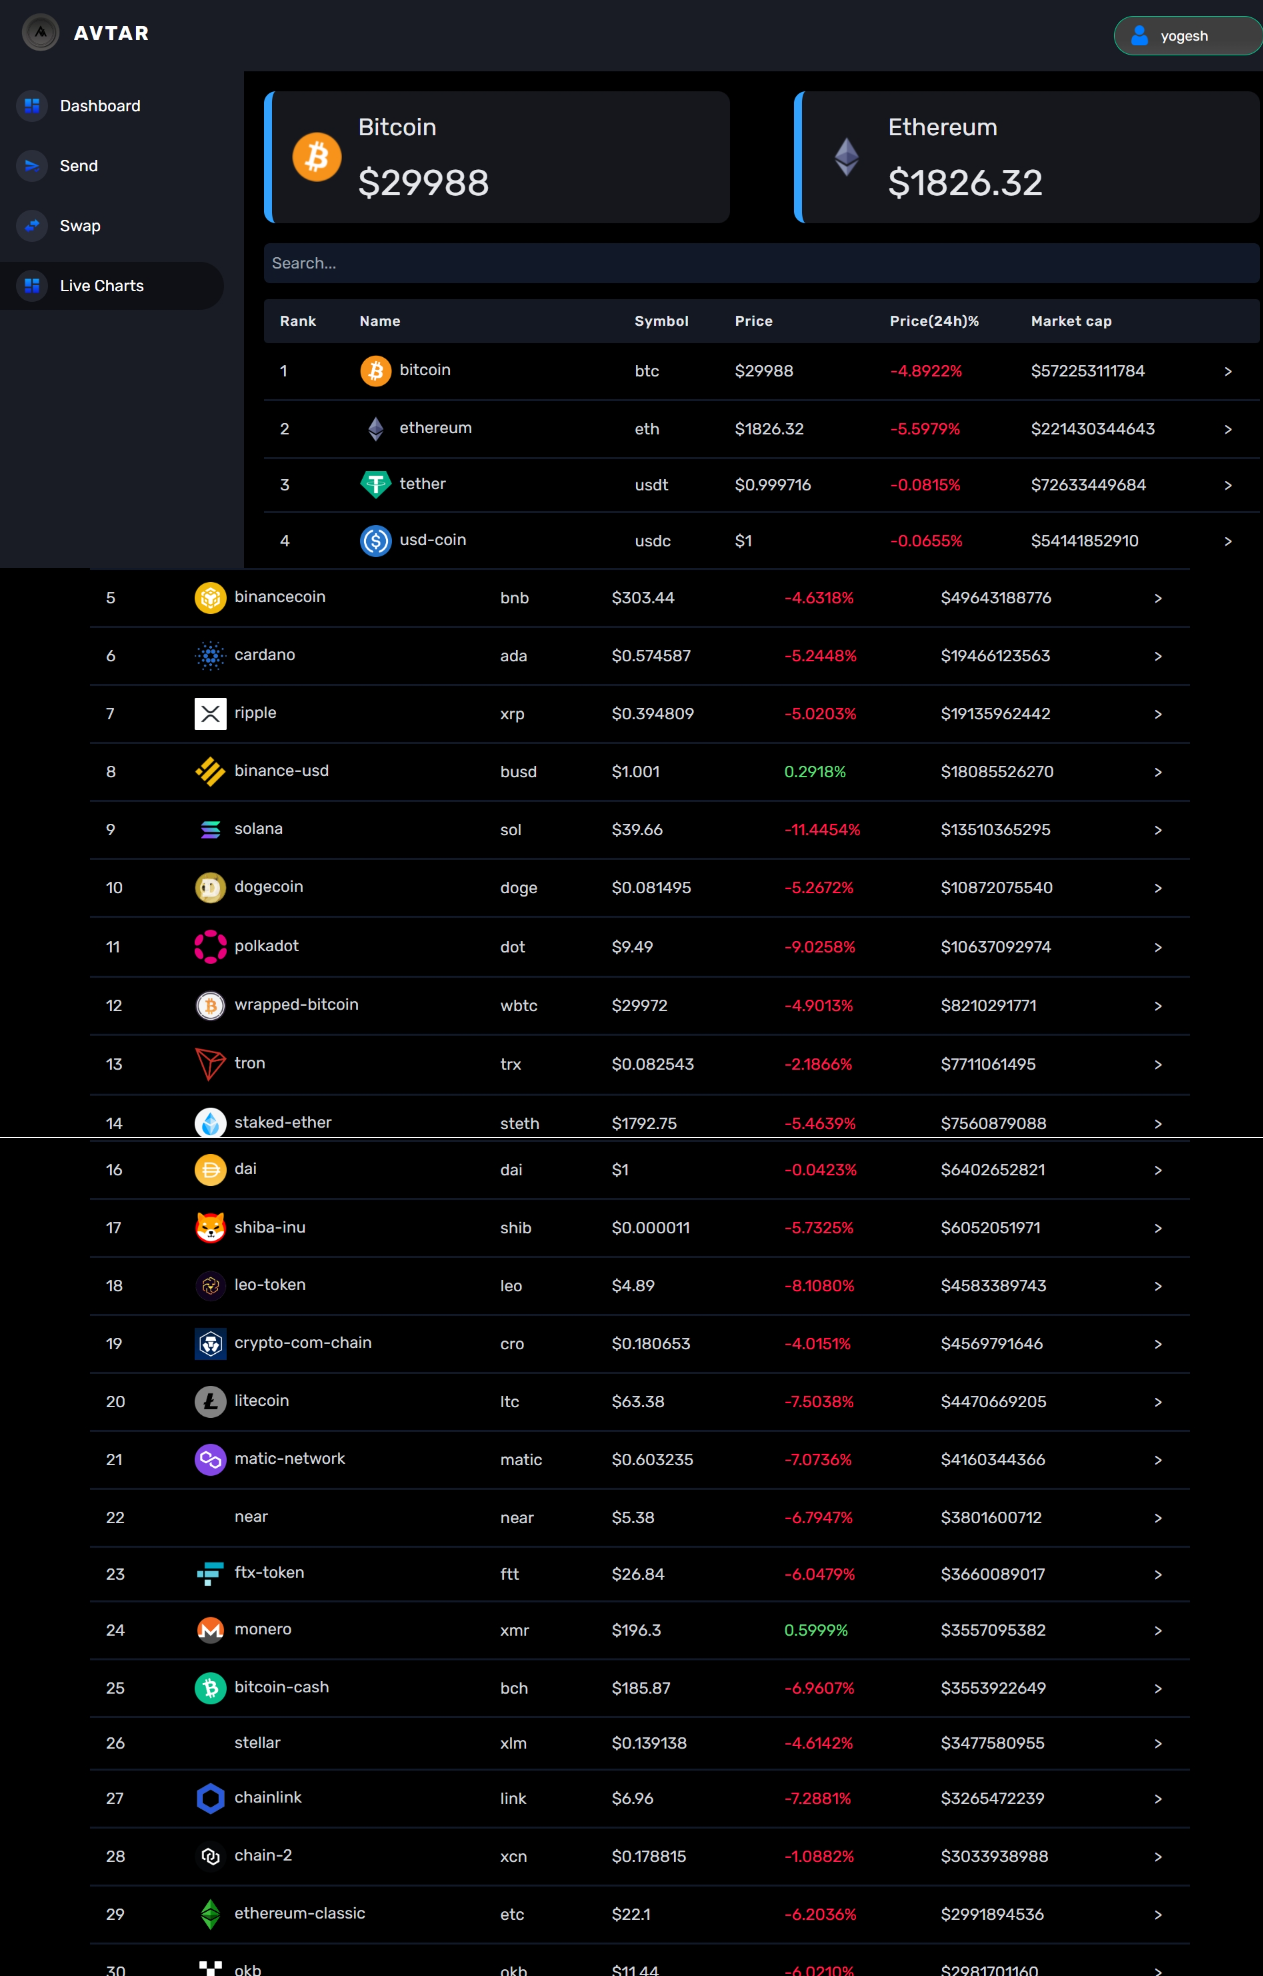 AVTAR
yogesh
Dashboard
Send
Swap
Live Charts
Bitcoin
$29988
Ethereum
$1826.32
Search...
Rank Name Symbol Price Price(24h)% Market cap
1 bitcoin btc $29988 -4.8922% $572253111784 >
2 ethereum eth $1826.32 -5.5979% $221430344643 >
3 tether usdt $0.999716 -0.0815% $72633449684 >
4 usd-coin usdc $1 -0.0655% $54141852910 >
5 binancecoin bnb $303.44 -4.6318% $49643188776 >
6 cardano ada $0.574587 -5.2448% $19466123563 >
7 ripple xrp $0.394809 -5.0203% $19135962442 >
8 binance-usd busd $1.001 0.2918% $18085526270 >
9 solana sol $39.66 -11.4454% $13510365295 >
10 dogecoin doge $0.081495 -5.2672% $10872075540 >
11 polkadot dot $9.49 -9.0258% $10637092974 >
12 wrapped-bitcoin wbtc $29972 -4.9013% $8210291771 >
13 tron trx $0.082543 -2.1866% $7711061495 >
14 staked-ether steth $1792.75 -5.4639% $7560879088 >
16 dai dai $1 -0.0423% $6402652821 >
17 shiba-inu shib $0.000011 -5.7325% $6052051971 >
18 leo-token leo $4.89 -8.1080% $4583389743 >
19 crypto-com-chain cro $0.180653 -4.0151% $4569791646 >
20 litecoin ltc $63.38 -7.5038% $4470669205 >
21 matic-network matic $0.603235 -7.0736% $4160344366 >
22 near near $5.38 -6.7947% $3801600712 >
23 ftx-token ftt $26.84 -6.0479% $3660089017 >
24 monero xmr $196.3 0.5999% $3557095382 >
25 bitcoin-cash bch $185.87 -6.9607% $3553922649 >
26 stellar xlm $0.139138 -4.6142% $3477580955 >
27 chainlink link $6.96 -7.2881% $3265472239 >
28 chain-2 xcn $0.178815 -1.0882% $3033938988 >
29 ethereum-classic etc $22.1 -6.2036% $2991894536 >
30 okb okb $11.44 -6.0210% $2981701160 >